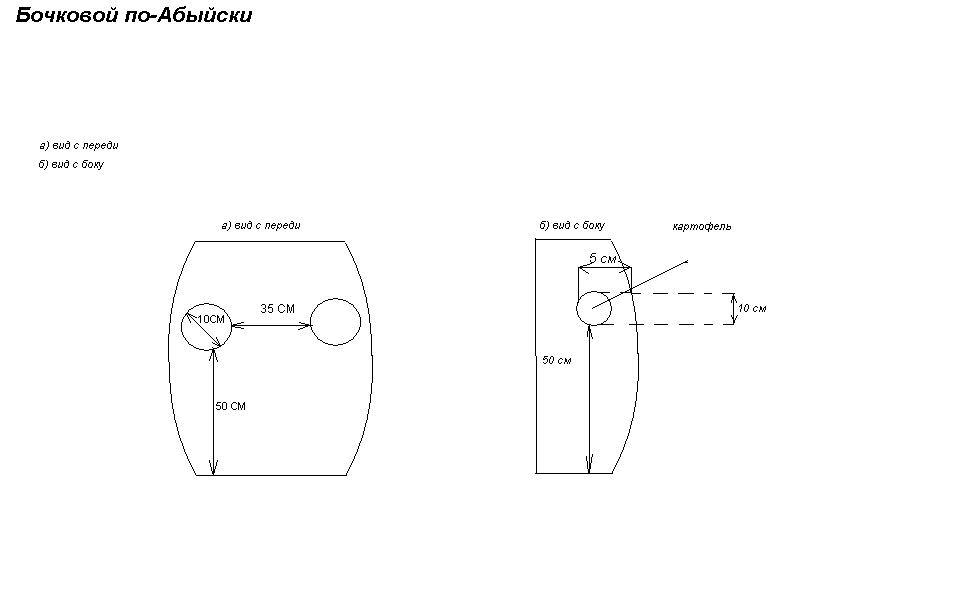 Бочковой по-Абыйски
а) вид с переди
б) вид с боку
а) вид с переди
б) вид с боку
картофель
5 см
10СМ
35 СМ
10 см
50 см
50 СМ